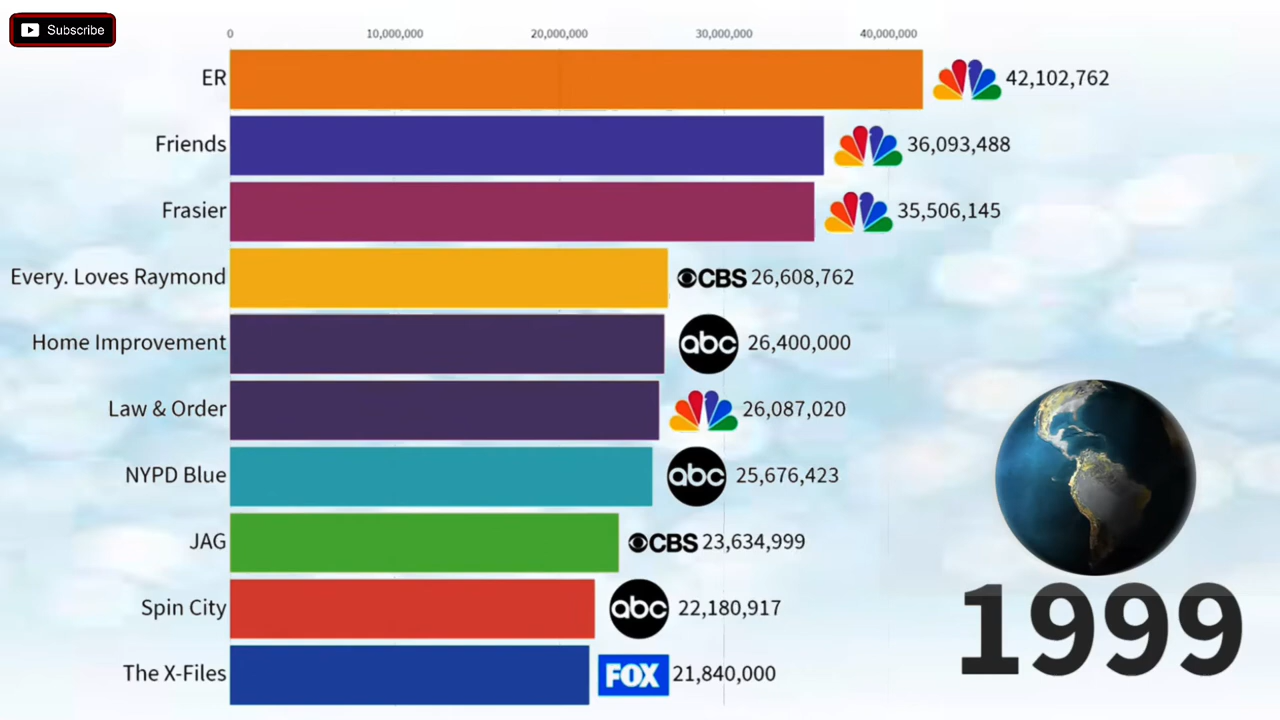 Subscribe
0 10,000,000 20,000,000 30,000,000 40,000,000
ER 42,102,762
Friends 36,093,488
Frasier 35,506,145
Every. Loves Raymond CBS 26,608,762
Home Improvement abc 26,400,000
Law & Order 26,087,020
NYPD Blue abc 25,676,423
JAG CBS 23,634,999
Spin City abc 22,180,917
The X-Files FOX 21,840,000
1999